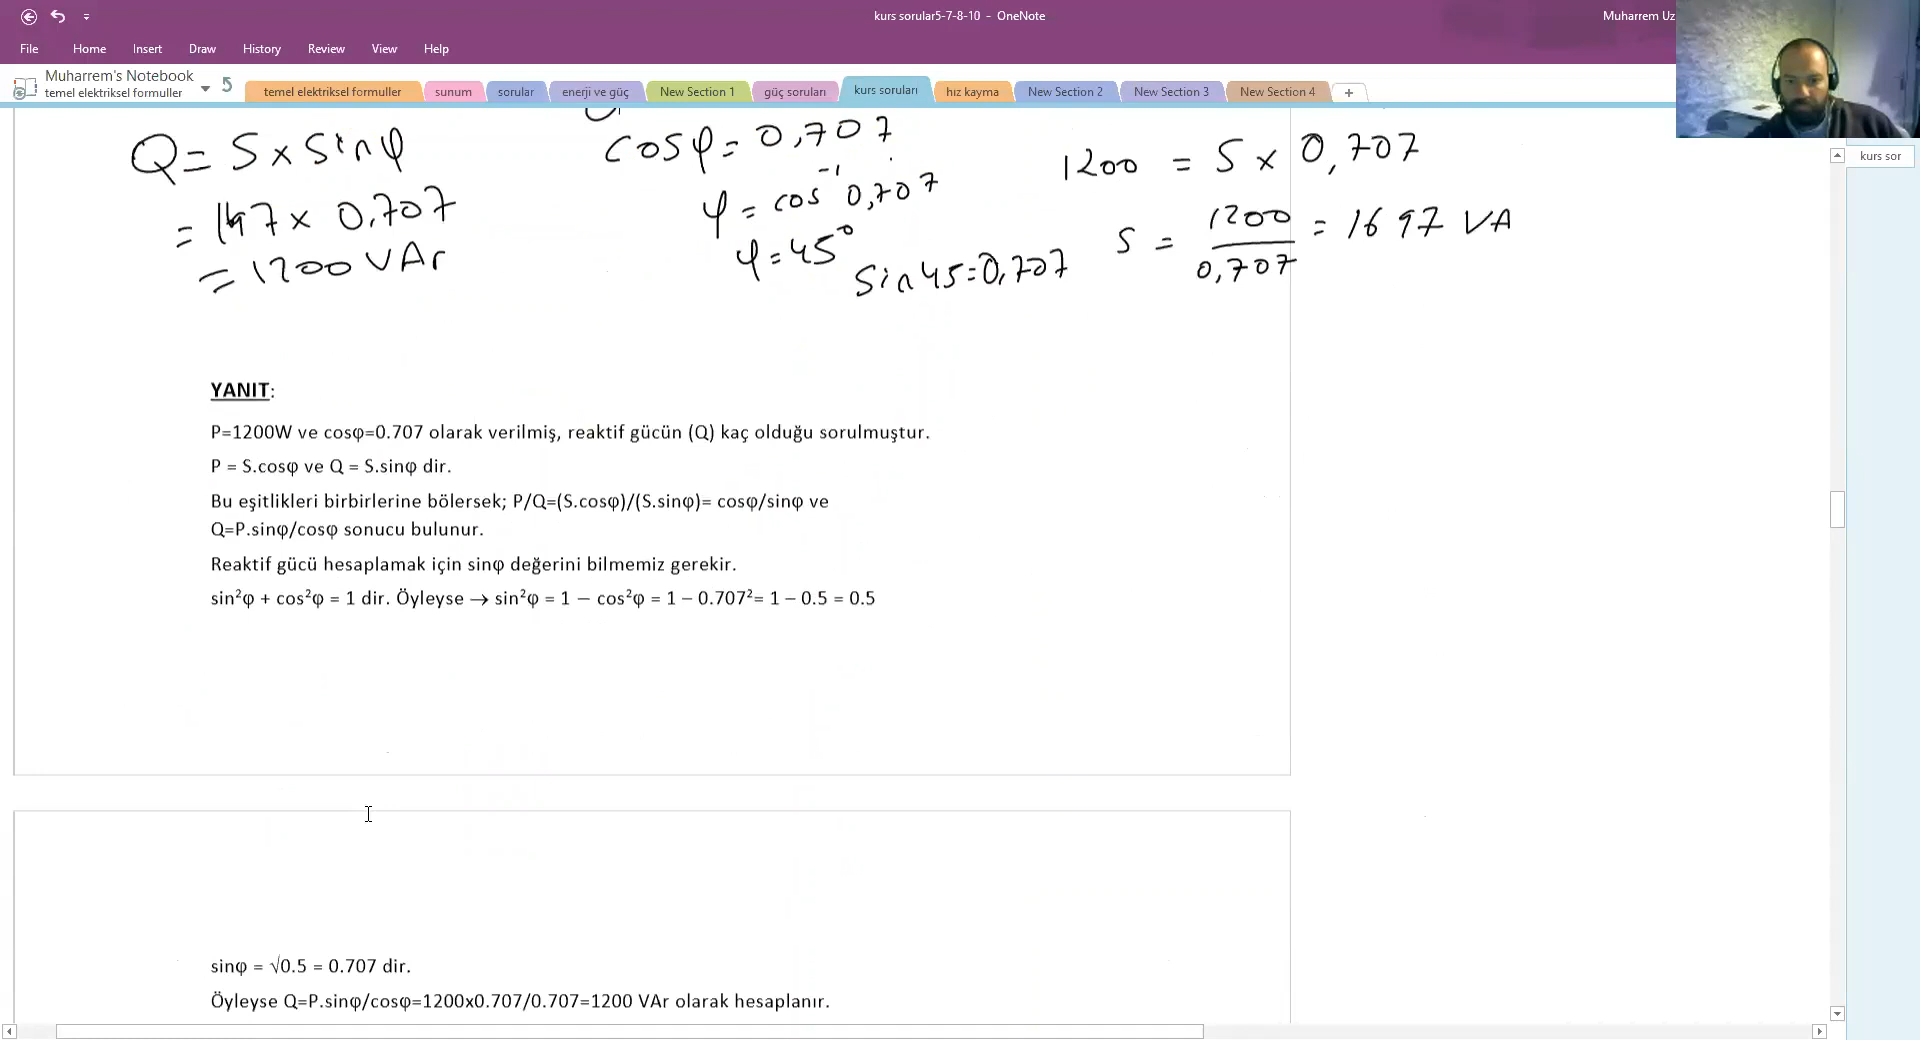 kurs sorular5-7-8-10 - OneNote
Muharrem Uz
File Home Insert Draw History Review View Help
Muharrem's Notebook
temel elektriksel formuller
temel elektriksel formuller sunum sorular enerji ve güç New Section 1 güç soruları kurs soruları hız kayma New Section 2 New Section 3 New Section 4 +
kurs sor
Q = S x sinφ
= 147 x 0,707
= 1200 VAr
cosφ = 0,707
φ = cos⁻¹ 0,707
φ = 45°
sin45=0,707
1200 = S x 0,707
S = 1200/0,707 = 1697 VA
YANIT:
P=1200W ve cosφ=0.707 olarak verilmiş, reaktif gücün (Q) kaç olduğu sorulmuştur.
P = S.cosφ ve Q = S.sinφ dir.
Bu eşitlikleri birbirlerine bölersek; P/Q=(S.cosφ)/(S.sinφ)= cosφ/sinφ ve
Q=P.sinφ/cosφ sonucu bulunur.
Reaktif gücü hesaplamak için sinφ değerini bilmemiz gerekir.
sin²φ + cos²φ = 1 dir. Öyleyse → sin²φ = 1 − cos²φ = 1 − 0.707²= 1 − 0.5 = 0.5
sinφ = √0.5 = 0.707 dir.
Öyleyse Q=P.sinφ/cosφ=1200x0.707/0.707=1200 VAr olarak hesaplanır.